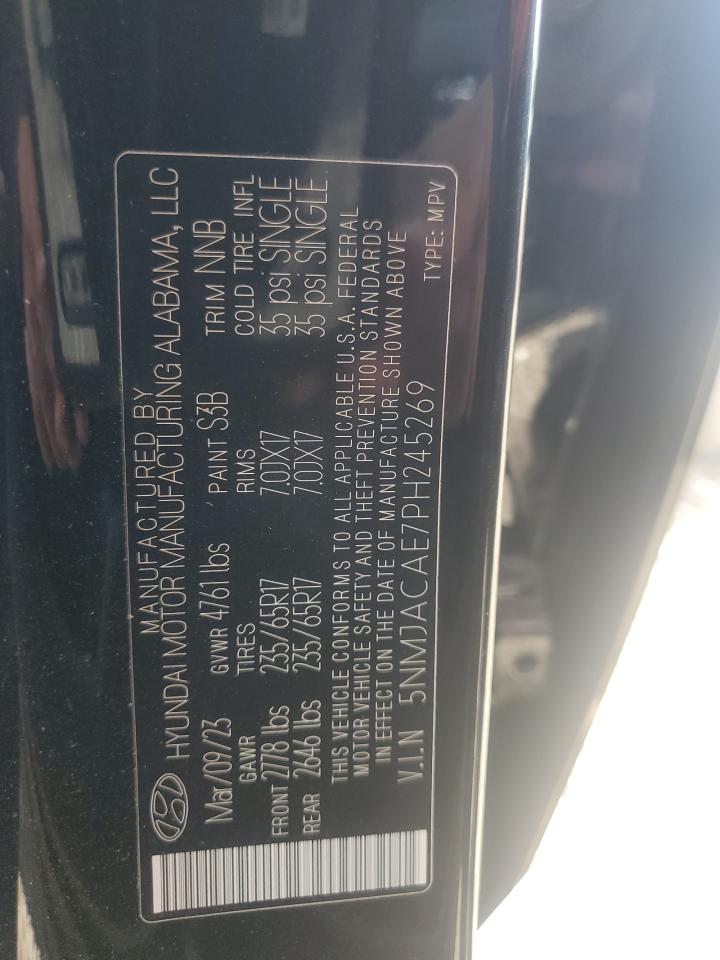 MANUFACTURED BY
HYUNDAI MOTOR MANUFACTURING ALABAMA, LLC
Mar/09/23 GVWR 4761 lbs PAINT S3B TRIM NNB
GAWR TIRES RIMS COLD TIRE INFL
FRONT 2778 lbs 235/65R17 7.0JX17 35 psi SINGLE
REAR 2646 lbs 235/65R17 7.0JX17 35 psi SINGLE
THIS VEHICLE CONFORMS TO ALL APPLICABLE U.S.A. FEDERAL
MOTOR VEHICLE SAFETY AND THEFT PREVENTION STANDARDS
IN EFFECT ON THE DATE OF MANUFACTURE SHOWN ABOVE
V.I.N 5NMJACAE7PH245269
TYPE: MPV